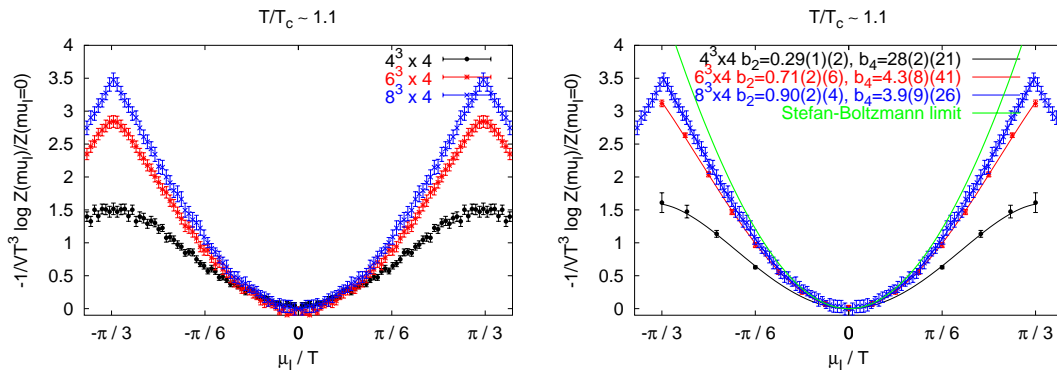 T/T_c ~ 1.1
-1/VT^3 log Z(mu_I)/Z(mu_I=0)
4
3.5
3
2.5
2
1.5
1
0.5
0
4^3 x 4
6^3 x 4
8^3 x 4
-π / 3
-π / 6
0
π / 6
π / 3
μ_I / T
T/T_c ~ 1.1
-1/VT^3 log Z(mu_I)/Z(mu_I=0)
4
3.5
3
2.5
2
1.5
1
0.5
0
4^3x4 b_2=0.29(1)(2), b_4=28(2)(21)
6^3x4 b_2=0.71(2)(6), b_4=4.3(8)(41)
8^3x4 b_2=0.90(2)(4), b_4=3.9(9)(26)
Stefan-Boltzmann limit
-π / 3
-π / 6
0
π / 6
π / 3
μ_I / T